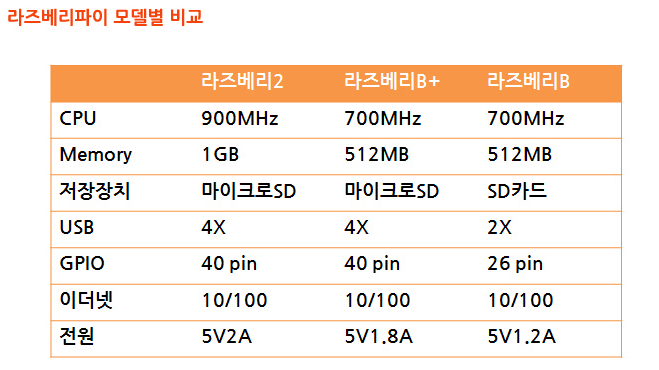 라즈베리파이 모델별 비교
라즈베리2 라즈베리B+ 라즈베리B
CPU 900MHz 700MHz 700MHz
Memory 1GB 512MB 512MB
저장장치 마이크로SD 마이크로SD SD카드
USB 4X 4X 2X
GPIO 40 pin 40 pin 26 pin
이더넷 10/100 10/100 10/100
전원 5V2A 5V1.8A 5V1.2A